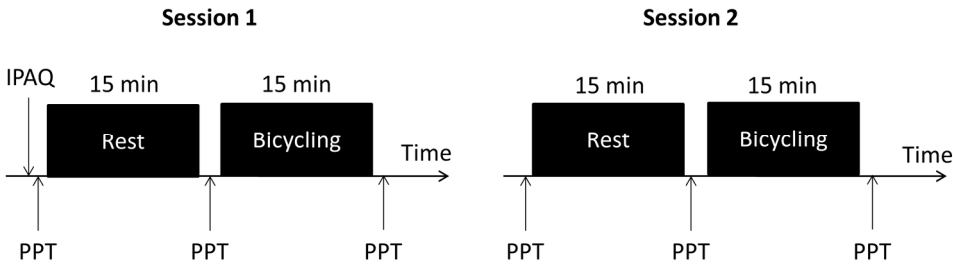 Session 1
IPAQ
15 min
15 min
Rest
Bicycling
Time
PPT
PPT
PPT
Session 2
15 min
15 min
Rest
Bicycling
Time
PPT
PPT
PPT